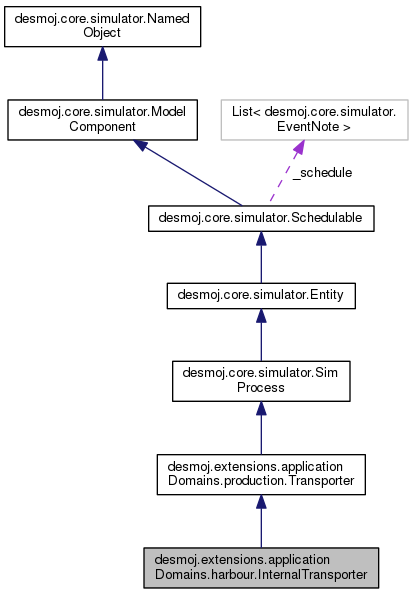 desmoj.core.simulator.Named
Object
desmoj.core.simulator.Model
Component
List< desmoj.core.simulator.
EventNote >
_schedule
desmoj.core.simulator.Schedulable
desmoj.core.simulator.Entity
desmoj.core.simulator.Sim
Process
desmoj.extensions.application
Domains.production.Transporter
desmoj.extensions.application
Domains.harbour.InternalTransporter